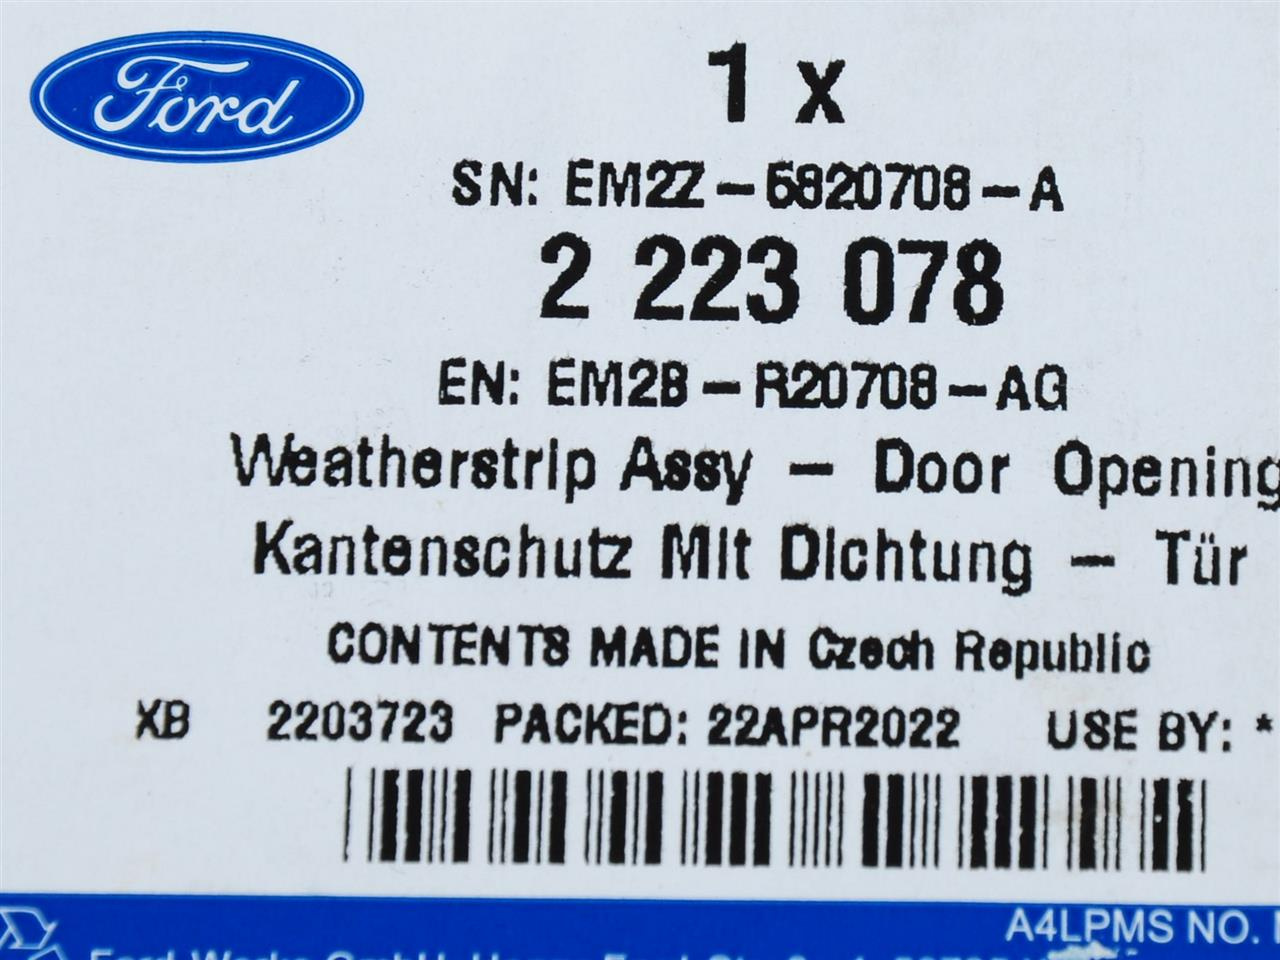 Ford
1 x
SN: EM2Z-5820708-A
2 223 078
EN: EM2B-R20708-AG
Weatherstrip Assy - Door Opening
Kantenschutz Mit Dichtung - Tür
CONTENTS MADE IN Czech Republic
XB 2203723 PACKED: 22APR2022 USE BY: *
A4LPMS NO.